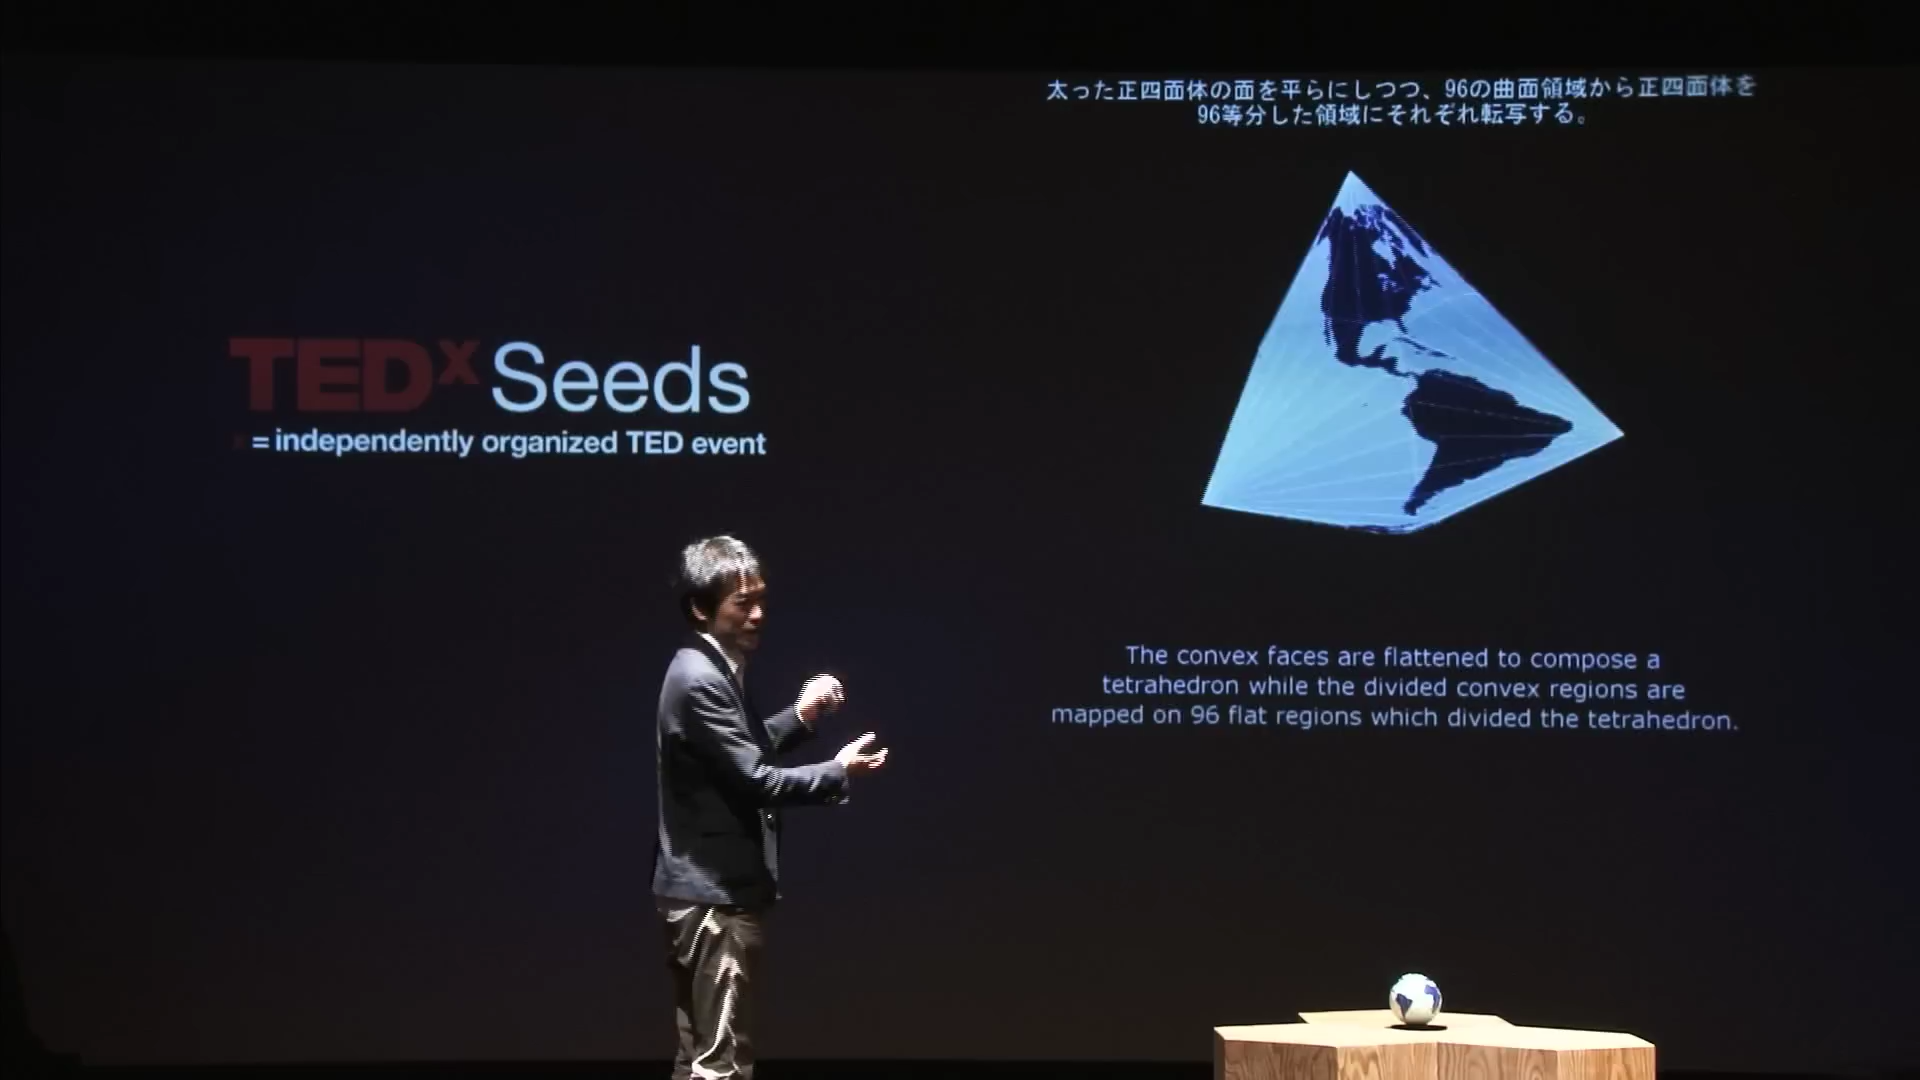 太った正四面体の面を平らにしつつ、96の曲面領域から正四面体を
96等分した領域にそれぞれ転写する。
TEDx Seeds
x = independently organized TED event
The convex faces are flattened to compose a
tetrahedron while the divided convex regions are
mapped on 96 flat regions which divided the tetrahedron.